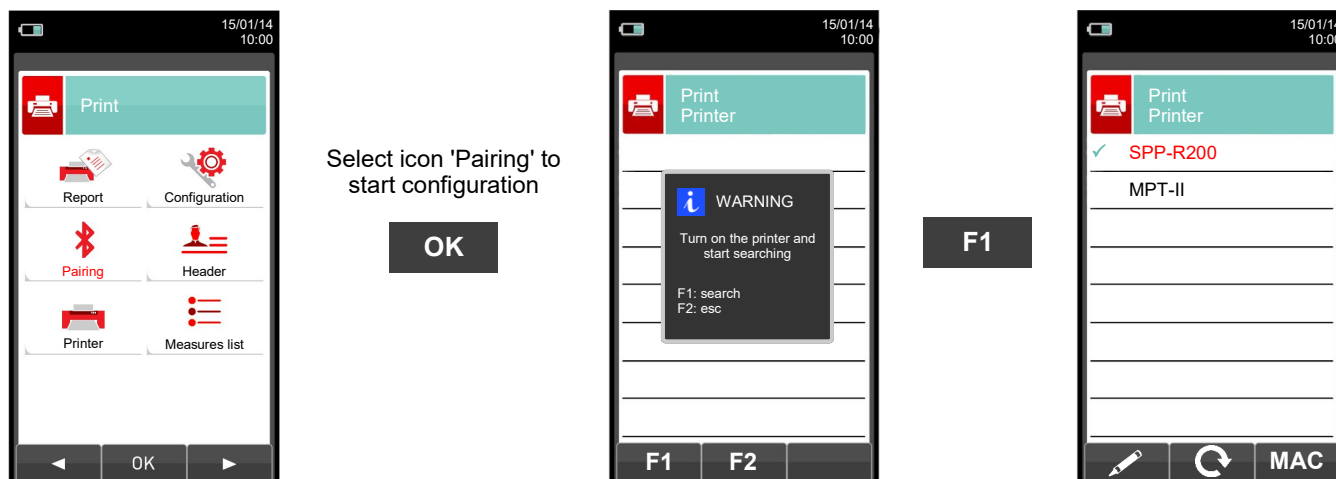 15/01/14
10:00
Print
Report
Configuration
Pairing
Header
Printer
Measures list
OK
Select icon 'Pairing' to
start configuration
OK
15/01/14
10:00
Print
Printer
WARNING
Turn on the printer and
start searching
F1: search
F2: esc
F1
F2
F1
15/01/14
10:00
Print
Printer
SPP-R200
MPT-II
MAC